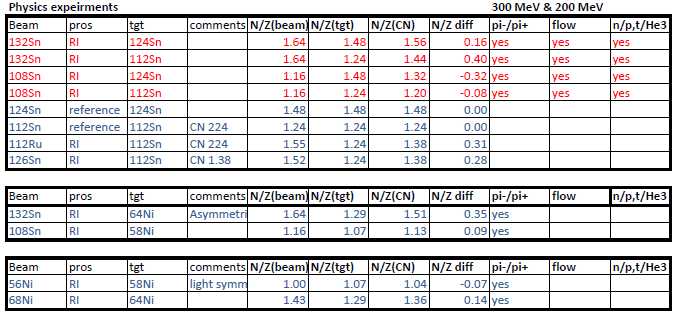 Physics expeirments 300 MeV & 200 MeV
Beam pros tgt comments N/Z(beam) N/Z(tgt) N/Z(CN) N/Z diff pi-/pi+ flow n/p,t/He3
132Sn RI 124Sn 1.64 1.48 1.56 0.16 yes yes yes
132Sn RI 112Sn 1.64 1.24 1.44 0.40 yes yes yes
108Sn RI 124Sn 1.16 1.48 1.32 -0.32 yes yes yes
108Sn RI 112Sn 1.16 1.24 1.20 -0.08 yes yes yes
124Sn reference 124Sn 1.48 1.48 1.48 0.00
112Sn reference 112Sn CN 224 1.24 1.24 1.24 0.00
112Ru RI 112Sn CN 224 1.55 1.24 1.38 0.31
126Sn RI 112Sn CN 1.38 1.52 1.24 1.38 0.28
Beam pros tgt comments N/Z(beam) N/Z(tgt) N/Z(CN) N/Z diff pi-/pi+ flow n/p,t/He3
132Sn RI 64Ni Asymmetri 1.64 1.29 1.51 0.35 yes
108Sn RI 58Ni 1.16 1.07 1.13 0.09 yes
Beam pros tgt comments N/Z(beam) N/Z(tgt) N/Z(CN) N/Z diff pi-/pi+ flow n/p,t/He3
56Ni RI 58Ni light symm 1.00 1.07 1.04 -0.07 yes
68Ni RI 64Ni 1.43 1.29 1.36 0.14 yes